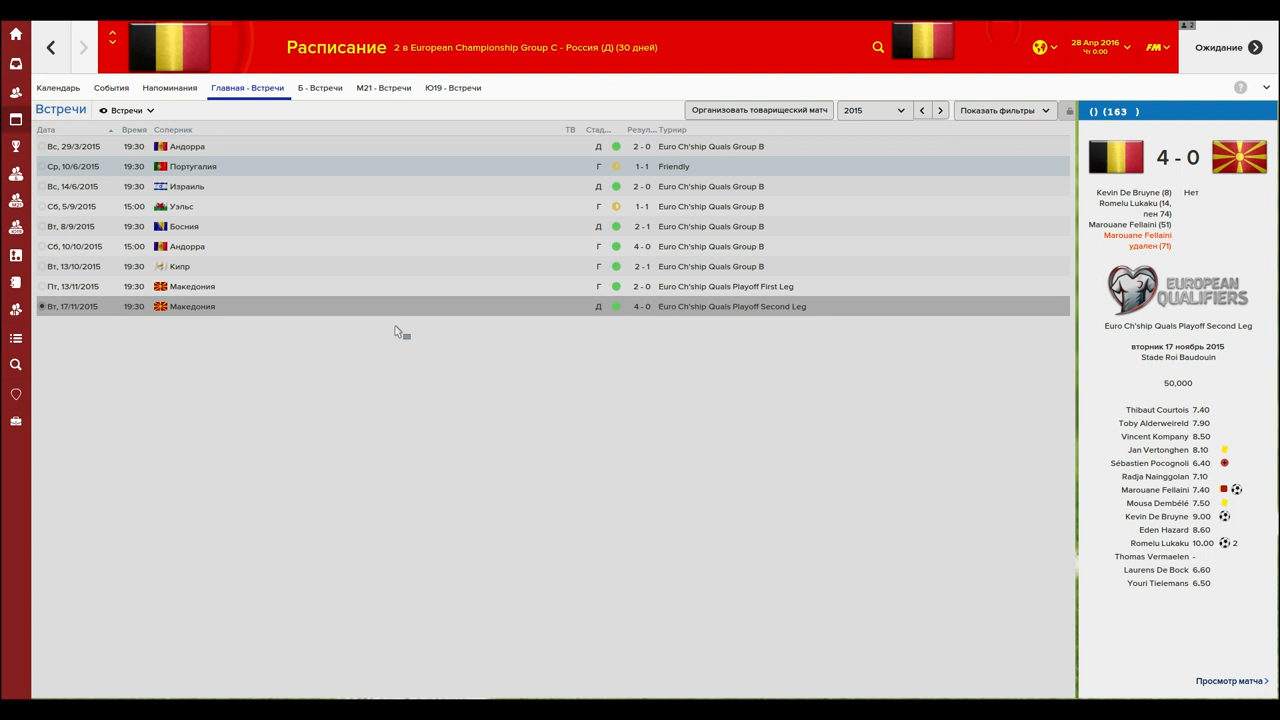 Расписание
2 в European Championship Group C - Россия (Д) (30 дней)
28 Апр 2016
Чт 0:00
FM
2
Ожидание
Календарь События Напоминания Главная - Встречи Б - Встречи М21 - Встречи Ю19 - Встречи
?
Встречи Встречи Организовать товарищеский матч 2015 Показать фильтры
Дата Время Соперник ТВ Стад... Резул... Турнир
Вс, 29/3/2015 19:30 Андорра Д 2 - 0 Euro Ch'ship Quals Group B
Ср, 10/6/2015 19:30 Португалия Г 1 - 1 Friendly
Вс, 14/6/2015 19:30 Израиль Д 2 - 0 Euro Ch'ship Quals Group B
Сб, 5/9/2015 15:00 Уэльс Г 1 - 1 Euro Ch'ship Quals Group B
Вт, 8/9/2015 19:30 Босния Д 2 - 1 Euro Ch'ship Quals Group B
Сб, 10/10/2015 15:00 Андорра Г 4 - 0 Euro Ch'ship Quals Group B
Вт, 13/10/2015 19:30 Кипр Г 2 - 1 Euro Ch'ship Quals Group B
Пт, 13/11/2015 19:30 Македония Г 2 - 0 Euro Ch'ship Quals Playoff First Leg
Вт, 17/11/2015 19:30 Македония Д 4 - 0 Euro Ch'ship Quals Playoff Second Leg
() (163 )
4 - 0
Kevin De Bruyne (8) Нет
Romelu Lukaku (14,
пен 74)
Marouane Fellaini (51)
Marouane Fellaini
удален (71)
EUROPEAN
QUALIFIERS
Euro Ch'ship Quals Playoff Second Leg
вторник 17 ноябрь 2015
Stade Roi Baudouin
50,000
Thibaut Courtois 7.40
Toby Alderweireld 7.90
Vincent Kompany 8.50
Jan Vertonghen 8.10
Sébastien Pocognoli 6.40
Radja Nainggolan 7.10
Marouane Fellaini 7.40
Mousa Dembélé 7.50
Kevin De Bruyne 9.00
Eden Hazard 8.60
Romelu Lukaku 10.00 2
Thomas Vermaelen -
Laurens De Bock 6.60
Youri Tielemans 6.50
Просмотр матча